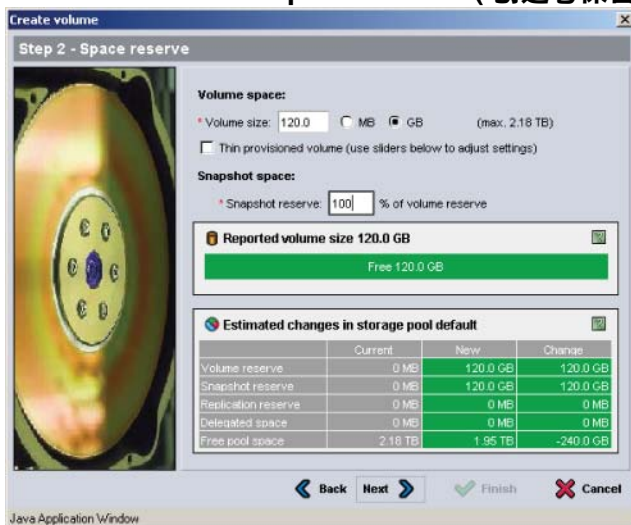 Create volume
Step 2 - Space reserve
Volume space:
* Volume size: 120.0 MB GB (max. 2.18 TB)
Thin provisioned volume (use sliders below to adjust settings)
Snapshot space:
* Snapshot reserve: 100 % of volume reserve
Reported volume size 120.0 GB
Free 120.0 GB
Estimated changes in storage pool default
Current New Change
Volume reserve 0 MB 120.0 GB 120.0 GB
Snapshot reserve 0 MB 120.0 GB 120.0 GB
Replication reserve 0 MB 0 MB 0 MB
Delegated space 0 MB 0 MB 0 MB
Free pool space 2.18 TB 1.95 TB -240.0 GB
Back Next Finish Cancel
Java Application Window